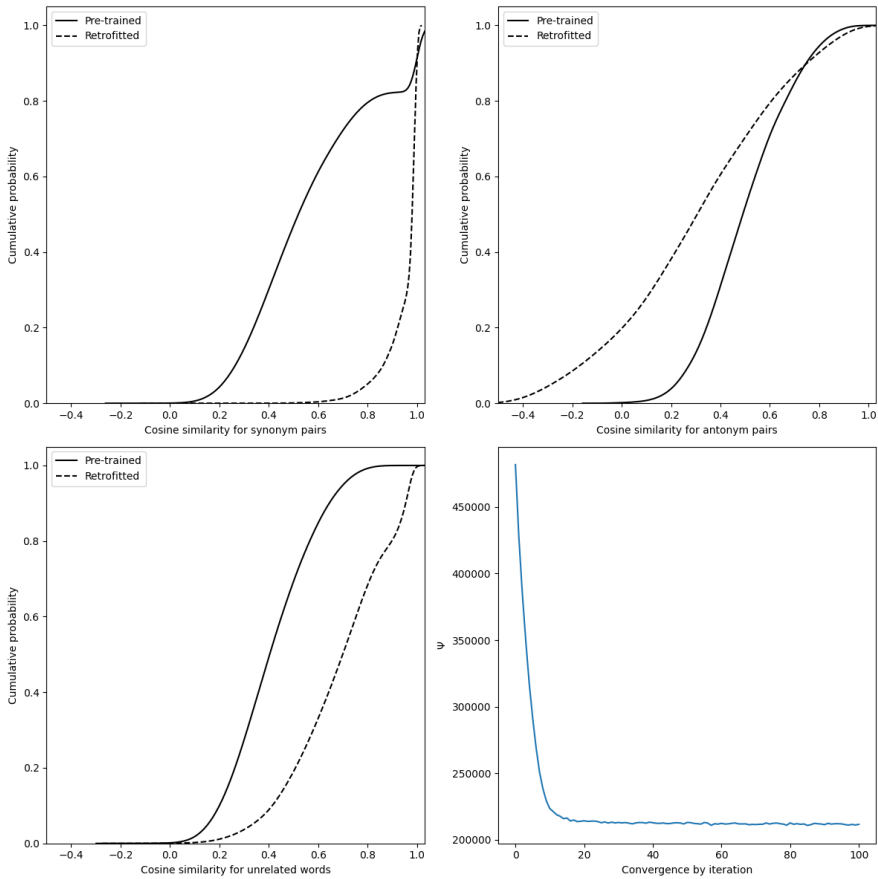 Pre-trained
Retrofitted
1.0
0.8
0.6
0.4
0.2
0.0
Cumulative probability
−0.4 −0.2 0.0 0.2 0.4 0.6 0.8 1.0
Cosine similarity for synonym pairs
Pre-trained
Retrofitted
1.0
0.8
0.6
0.4
0.2
0.0
Cumulative probability
−0.4 −0.2 0.0 0.2 0.4 0.6 0.8 1.0
Cosine similarity for antonym pairs
Pre-trained
Retrofitted
1.0
0.8
0.6
0.4
0.2
0.0
Cumulative probability
−0.4 −0.2 0.0 0.2 0.4 0.6 0.8 1.0
Cosine similarity for unrelated words
450000
400000
350000
300000
250000
200000
Ψ
0 20 40 60 80 100
Convergence by iteration